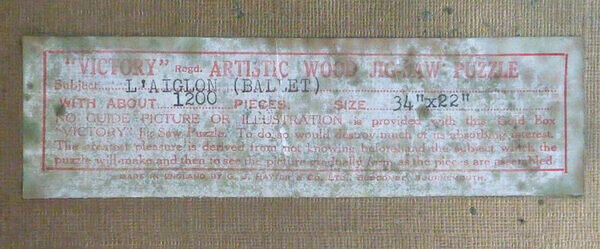 "VICTORY" Regd. ARTISTIC WOOD JIG-SAW PUZZLE
Subject..... L'AIGLON (BALLET)
WITH ABOUT 1200 PIECES. SIZE 34"x22"
NO GUIDE PICTURE OR ILLUSTRATION is provided with this Gold Box
"VICTORY" Jig-Saw Puzzle. To do so would destroy much of its absorbing interest.
The greatest pleasure is derived from not knowing beforehand the subject which the
puzzle will make and then to see the picture gradually form as the pieces are assembled.
MADE IN ENGLAND BY G. J. HAYTER & CO. LTD., BOSCOMBE, BOURNEMOUTH.